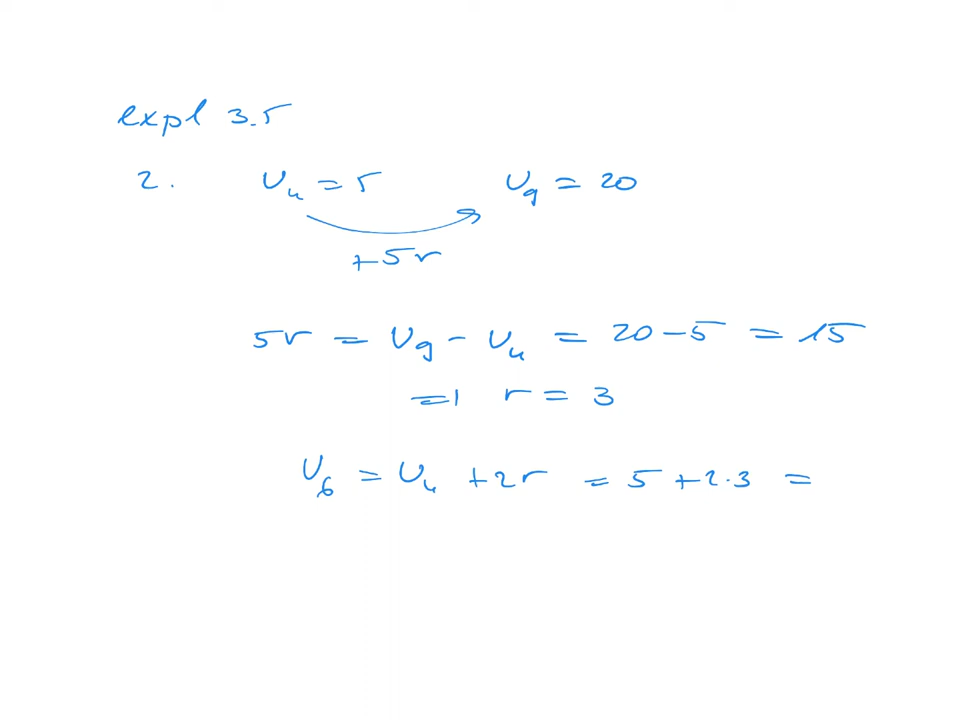 expl 3.5
2. U₄ = 5 U₉ = 20
+5r
5r = U₉ - U₄ = 20 - 5 = 15
⇒ r = 3
U₆ = U₄ + 2r = 5 + 2·3 =